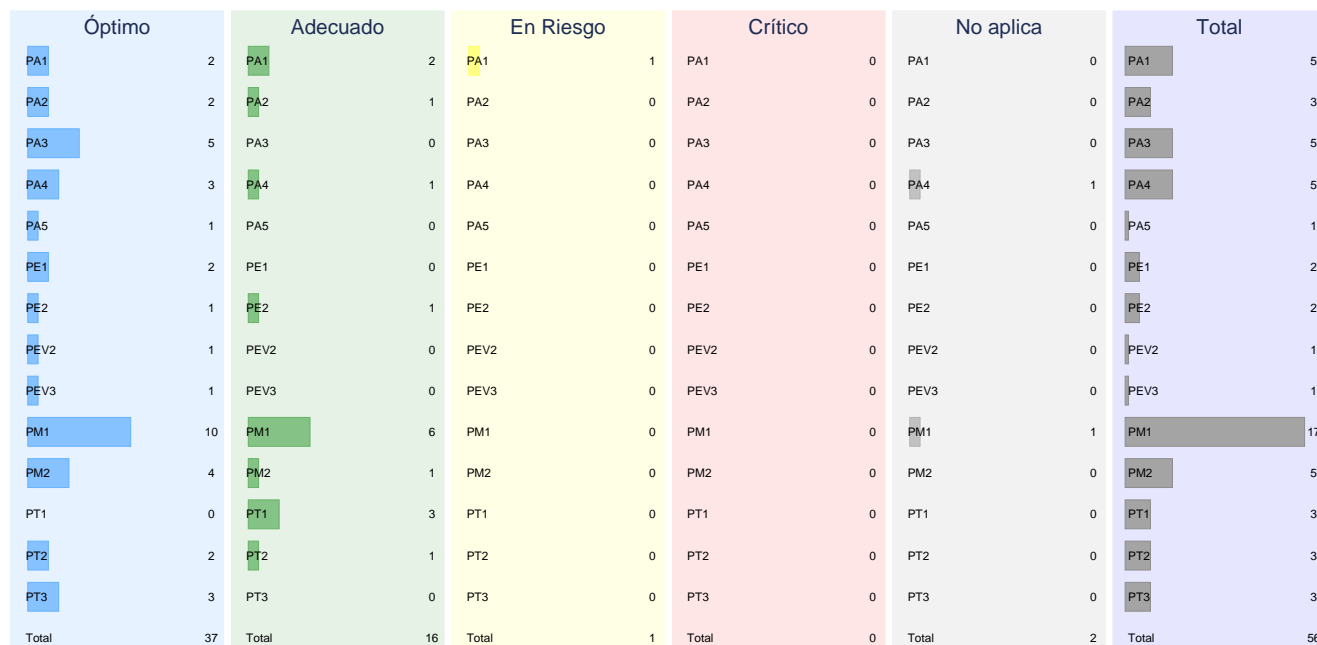 Óptimo Adecuado En Riesgo Crítico No aplica Total
PA1 2 PA1 2 PA1 1 PA1 0 PA1 0 PA1 5
PA2 2 PA2 1 PA2 0 PA2 0 PA2 0 PA2 3
PA3 5 PA3 0 PA3 0 PA3 0 PA3 0 PA3 5
PA4 3 PA4 1 PA4 0 PA4 0 PA4 1 PA4 5
PA5 1 PA5 0 PA5 0 PA5 0 PA5 0 PA5 1
PE1 2 PE1 0 PE1 0 PE1 0 PE1 0 PE1 2
PE2 1 PE2 1 PE2 0 PE2 0 PE2 0 PE2 2
PEV2 1 PEV2 0 PEV2 0 PEV2 0 PEV2 0 PEV2 1
PEV3 1 PEV3 0 PEV3 0 PEV3 0 PEV3 0 PEV3 1
PM1 10 PM1 6 PM1 0 PM1 0 PM1 1 PM1 17
PM2 4 PM2 1 PM2 0 PM2 0 PM2 0 PM2 5
PT1 0 PT1 3 PT1 0 PT1 0 PT1 0 PT1 3
PT2 2 PT2 1 PT2 0 PT2 0 PT2 0 PT2 3
PT3 3 PT3 0 PT3 0 PT3 0 PT3 0 PT3 3
Total 37 Total 16 Total 1 Total 0 Total 2 Total 56